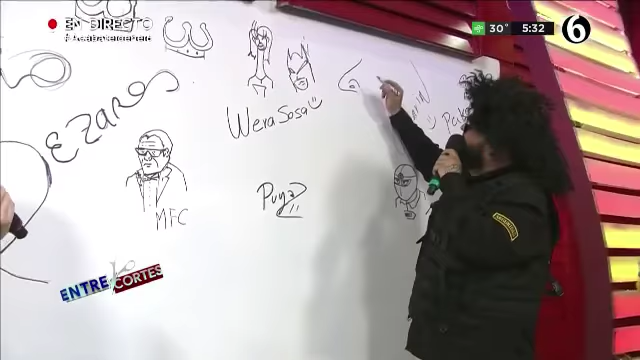 EN DIRECTO
30°
5:32
6
EZARO
Wera Sosa
MFC
Puya
ENTRE
CORTES